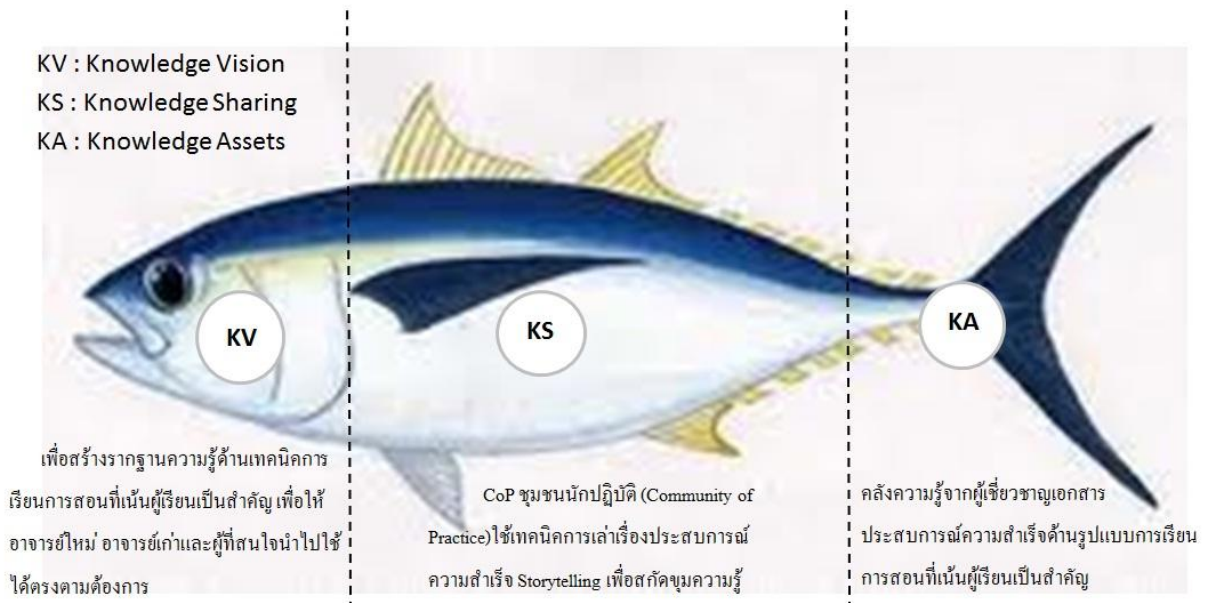 KV : Knowledge Vision
KS : Knowledge Sharing
KA : Knowledge Assets
KV
KS
KA
เพื่อสร้างรากฐานความรู้ด้านเทคนิคการ
เรียนการสอนที่เน้นผู้เรียนเป็นสำคัญ เพื่อให้
อาจารย์ใหม่ อาจารย์เก่าและผู้ที่สนใจนำไปใช้
ได้ตรงตามต้องการ
CoP ชุมชนนักปฏิบัติ (Community of
Practice)ใช้เทคนิคการเล่าเรื่องประสบการณ์
ความสำเร็จ Storytelling เพื่อสกัดขุมความรู้
คลังความรู้จากผู้เชี่ยวชาญเอกสาร
ประสบการณ์ความสำเร็จด้านรูปแบบการเรียน
การสอนที่เน้นผู้เรียนเป็นสำคัญ